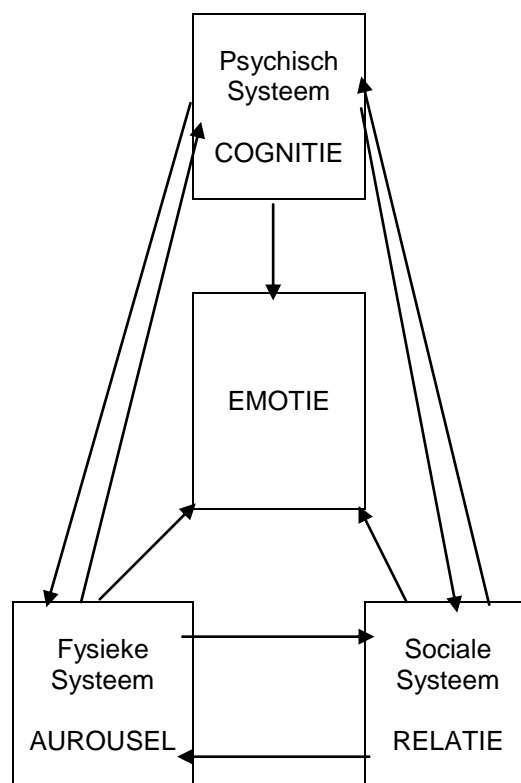 Psychisch
Systeem
COGNITIE
EMOTIE
Fysieke
Systeem
AUROUSEL
Sociale
Systeem
RELATIE